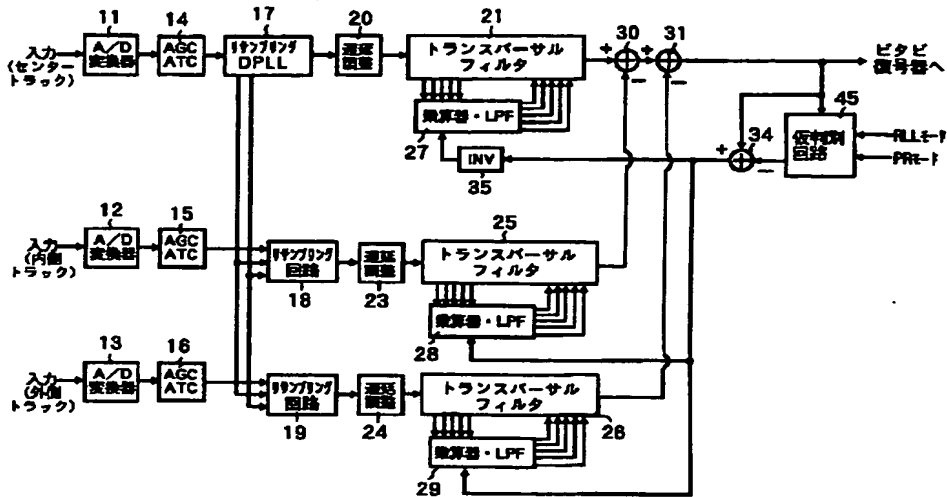 11
14
17
20
21
30
31
入力
(センター
トラック)
A/D
変換器
AGC
ATC
リサンプリング
DPLL
遅延
調整
トランスバーサル
フィルタ
+
+
−
−
ビタビ
復号器へ
乗算器・LPF
27
INV
35
+
34
−
45
仮判別
回路
RLLモード
PRモード
12
15
25
入力
(内側
トラック)
A/D
変換器
AGC
ATC
リサンプリング
回路
18
遅延
調整
23
トランスバーサル
フィルタ
乗算器・LPF
28
13
16
入力
(外側
トラック)
A/D
変換器
AGC
ATC
リサンプリング
回路
19
遅延
調整
24
トランスバーサル
フィルタ
26
乗算器・LPF
29